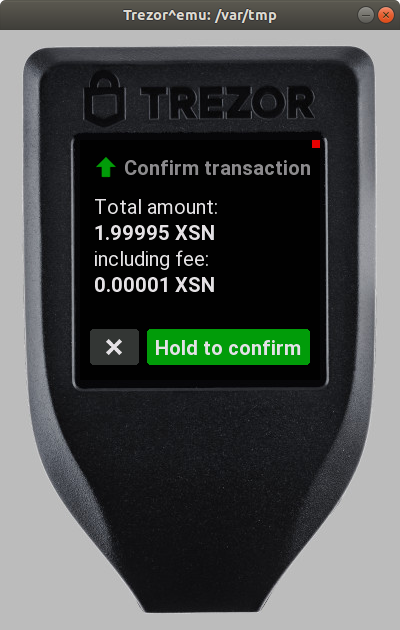 Trezor^emu: /var/tmp
TREZOR
Confirm transaction
Total amount:
1.99995 XSN
including fee:
0.00001 XSN
Hold to confirm